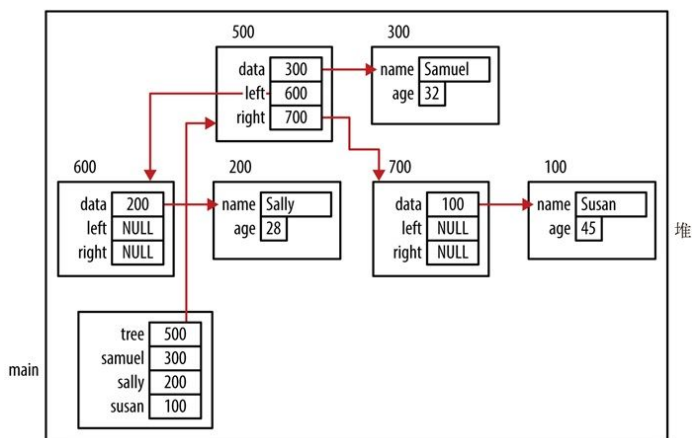 500
data 300
left 600
right 700
300
name Samuel
age 32
600
data 200
left NULL
right NULL
200
name Sally
age 28
700
data 100
left NULL
right NULL
100
name Susan
age 45
堆
main
tree 500
samuel 300
sally 200
susan 100